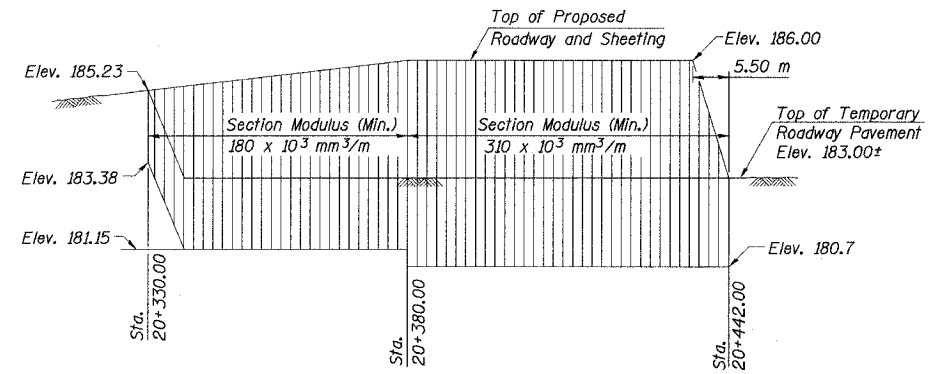 Top of Proposed
Roadway and Sheeting
Elev. 186.00
Elev. 185.23
5.50 m
Section Modulus (Min.)
180 x 10³ mm³/m
Section Modulus (Min.)
310 x 10³ mm³/m
Top of Temporary
Roadway Pavement
Elev. 183.00±
Elev. 183.38
Elev. 181.15
Elev. 180.7
Sta.
20+330.00
Sta.
20+380.00
Sta.
20+442.00